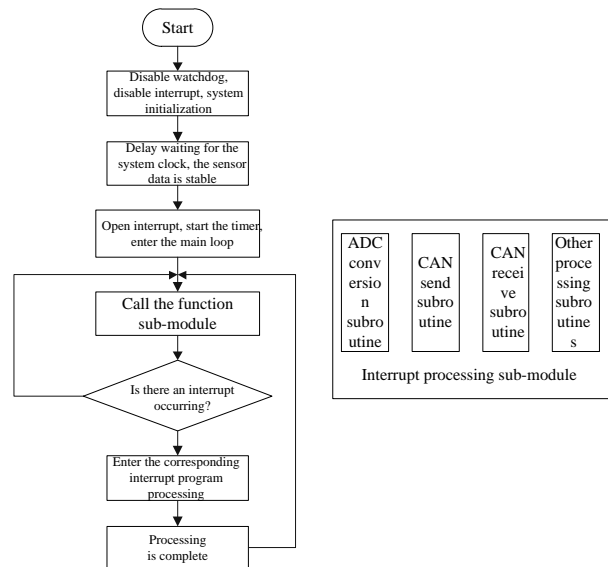 Start
Disable watchdog,
disable interrupt, system
initialization
Delay waiting for the
system clock, the sensor
data is stable
Open interrupt, start the timer,
enter the main loop
Call the function
sub-module
Is there an interrupt
occurring?
Enter the corresponding
interrupt program
processing
Processing
is complete
ADC
conv
ersio
n
subro
utine
CAN
send
subro
utine
CAN
recei
ve
subro
utine
Other
proce
ssing
subro
utine
s
Interrupt processing sub-module